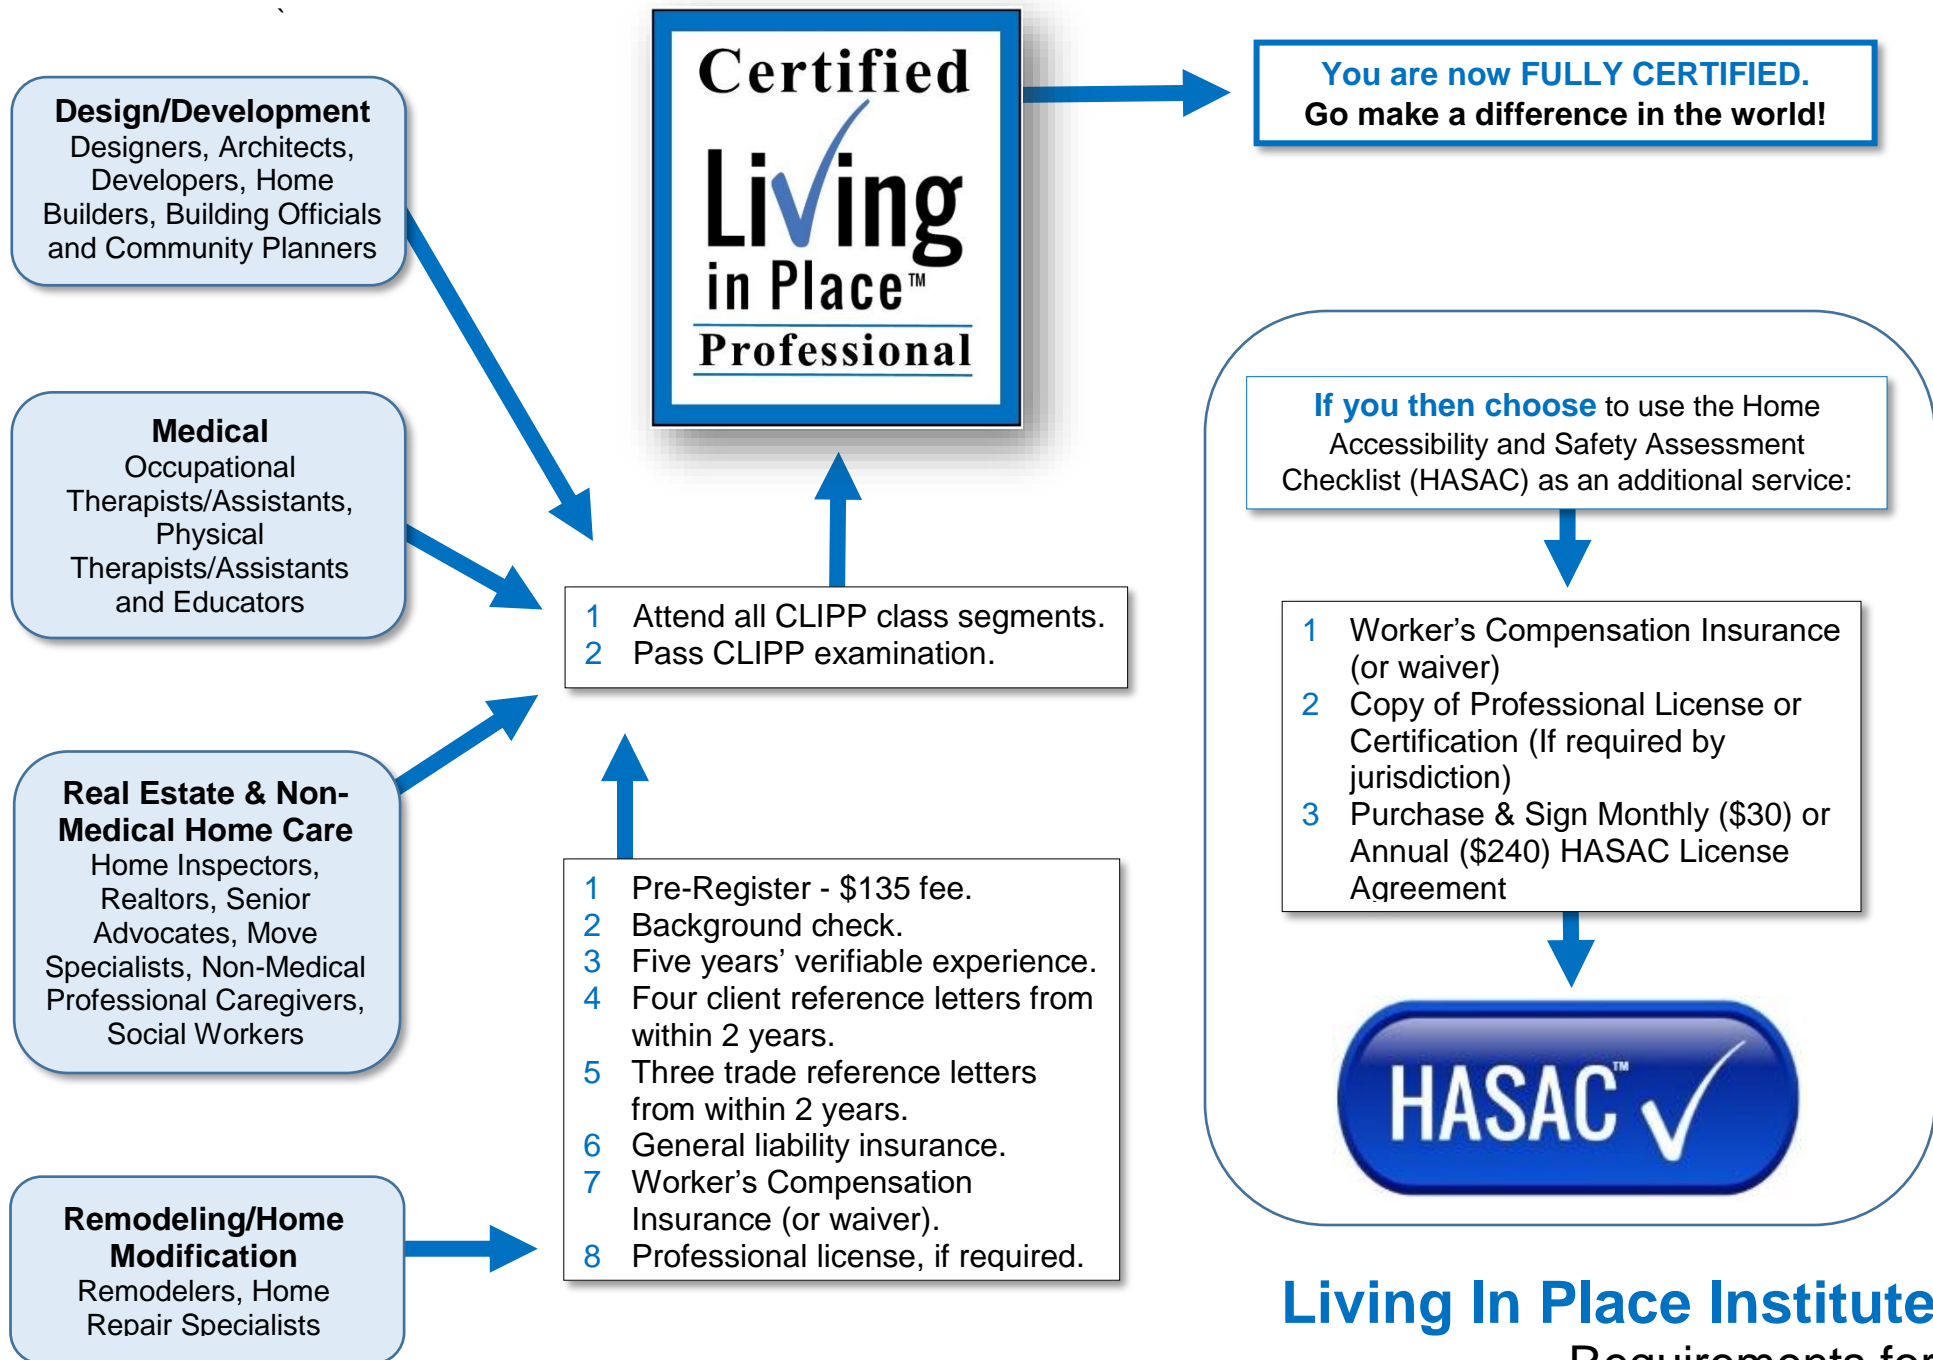 `
Design/Development
Designers, Architects,
Developers, Home
Builders, Building Officials
and Community Planners
Medical
Occupational
Therapists/Assistants,
Physical
Therapists/Assistants
and Educators
Real Estate & Non-
Medical Home Care
Home Inspectors,
Realtors, Senior
Advocates, Move
Specialists, Non-Medical
Professional Caregivers,
Social Workers
Remodeling/Home
Modification
Remodelers, Home
Repair Specialists
Certified
Living
in Place™
Professional
1 Attend all CLIPP class segments.
2 Pass CLIPP examination.
1 Pre-Register - $135 fee.
2 Background check.
3 Five years’ verifiable experience.
4 Four client reference letters from
within 2 years.
5 Three trade reference letters
from within 2 years.
6 General liability insurance.
7 Worker’s Compensation
Insurance (or waiver).
8 Professional license, if required.
You are now FULLY CERTIFIED.
Go make a difference in the world!
If you then choose to use the Home
Accessibility and Safety Assessment
Checklist (HASAC) as an additional service:
1 Worker’s Compensation Insurance
(or waiver)
2 Copy of Professional License or
Certification (If required by
jurisdiction)
3 Purchase & Sign Monthly ($30) or
Annual ($240) HASAC License
Agreement
HASAC™
Living In Place Institute
Requirements for